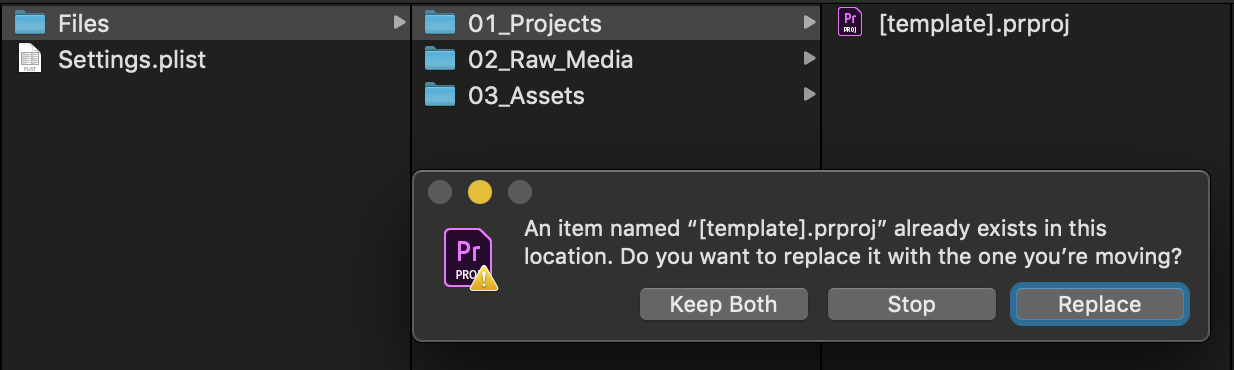 Files
Settings.plist
01_Projects
02_Raw_Media
03_Assets
Pr
PROJ
[template].prproj
An item named “[template].prproj” already exists in this
location. Do you want to replace it with the one you’re moving?
Pr
Keep Both
Stop
Replace